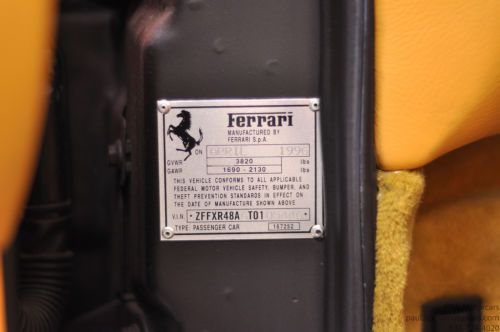 Ferrari
MANUFACTURED BY
FERRARI S.p.A.
ON APRIL 1996
GVWR 3820 lbs
GAWR 1690 - 2130 lbs
THIS VEHICLE CONFORMS TO ALL APPLICABLE
FEDERAL MOTOR VEHICLE SAFETY, BUMPER, AND
THEFT PREVENTION STANDARDS IN EFFECT ON
THE DATE OF MANUFACTURE SHOWN ABOVE
V.I.N. * ZFFXR48A T01
TYPE: PASSENGER CAR 167252